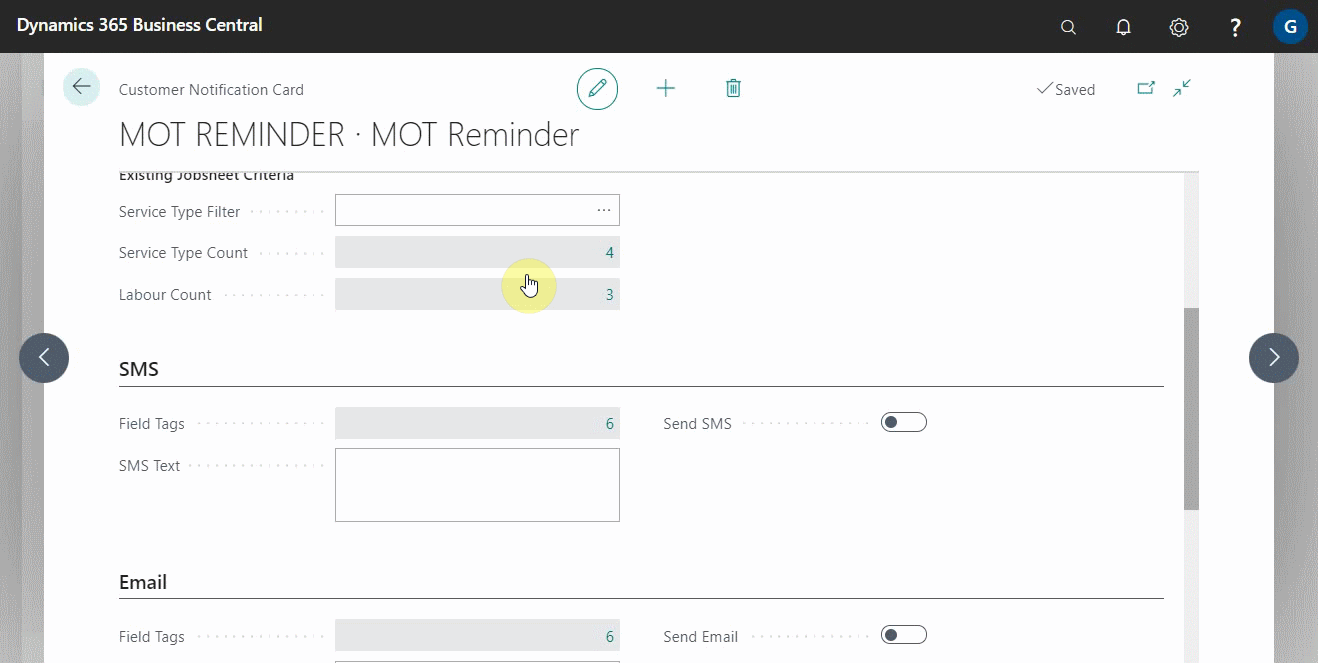 Dynamics 365 Business Central
?
G
Customer Notification Card
Saved
MOT REMINDER · MOT Reminder
Existing Jobsheet Criteria
Service Type Filter
...
Service Type Count 4
Labour Count 3
SMS
Field Tags 6 Send SMS
SMS Text
Email
Field Tags 6 Send Email